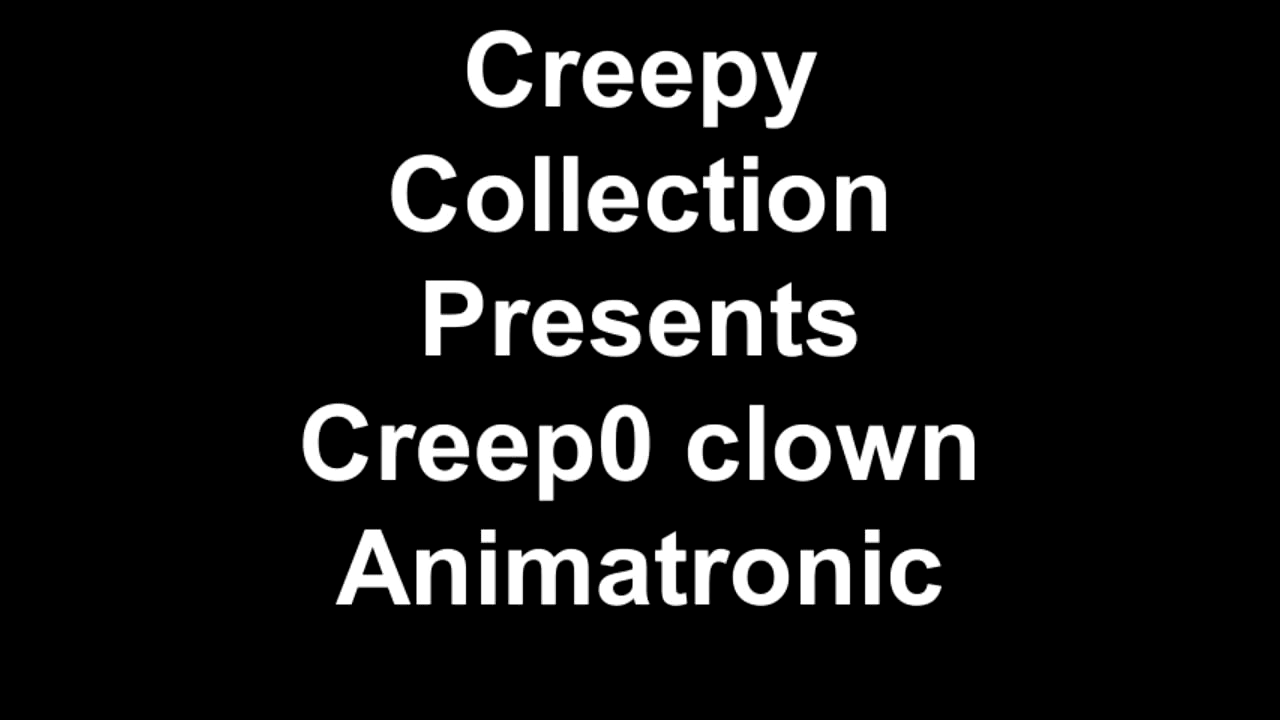 Creepy
Collection
Presents
Creep0 clown
Animatronic